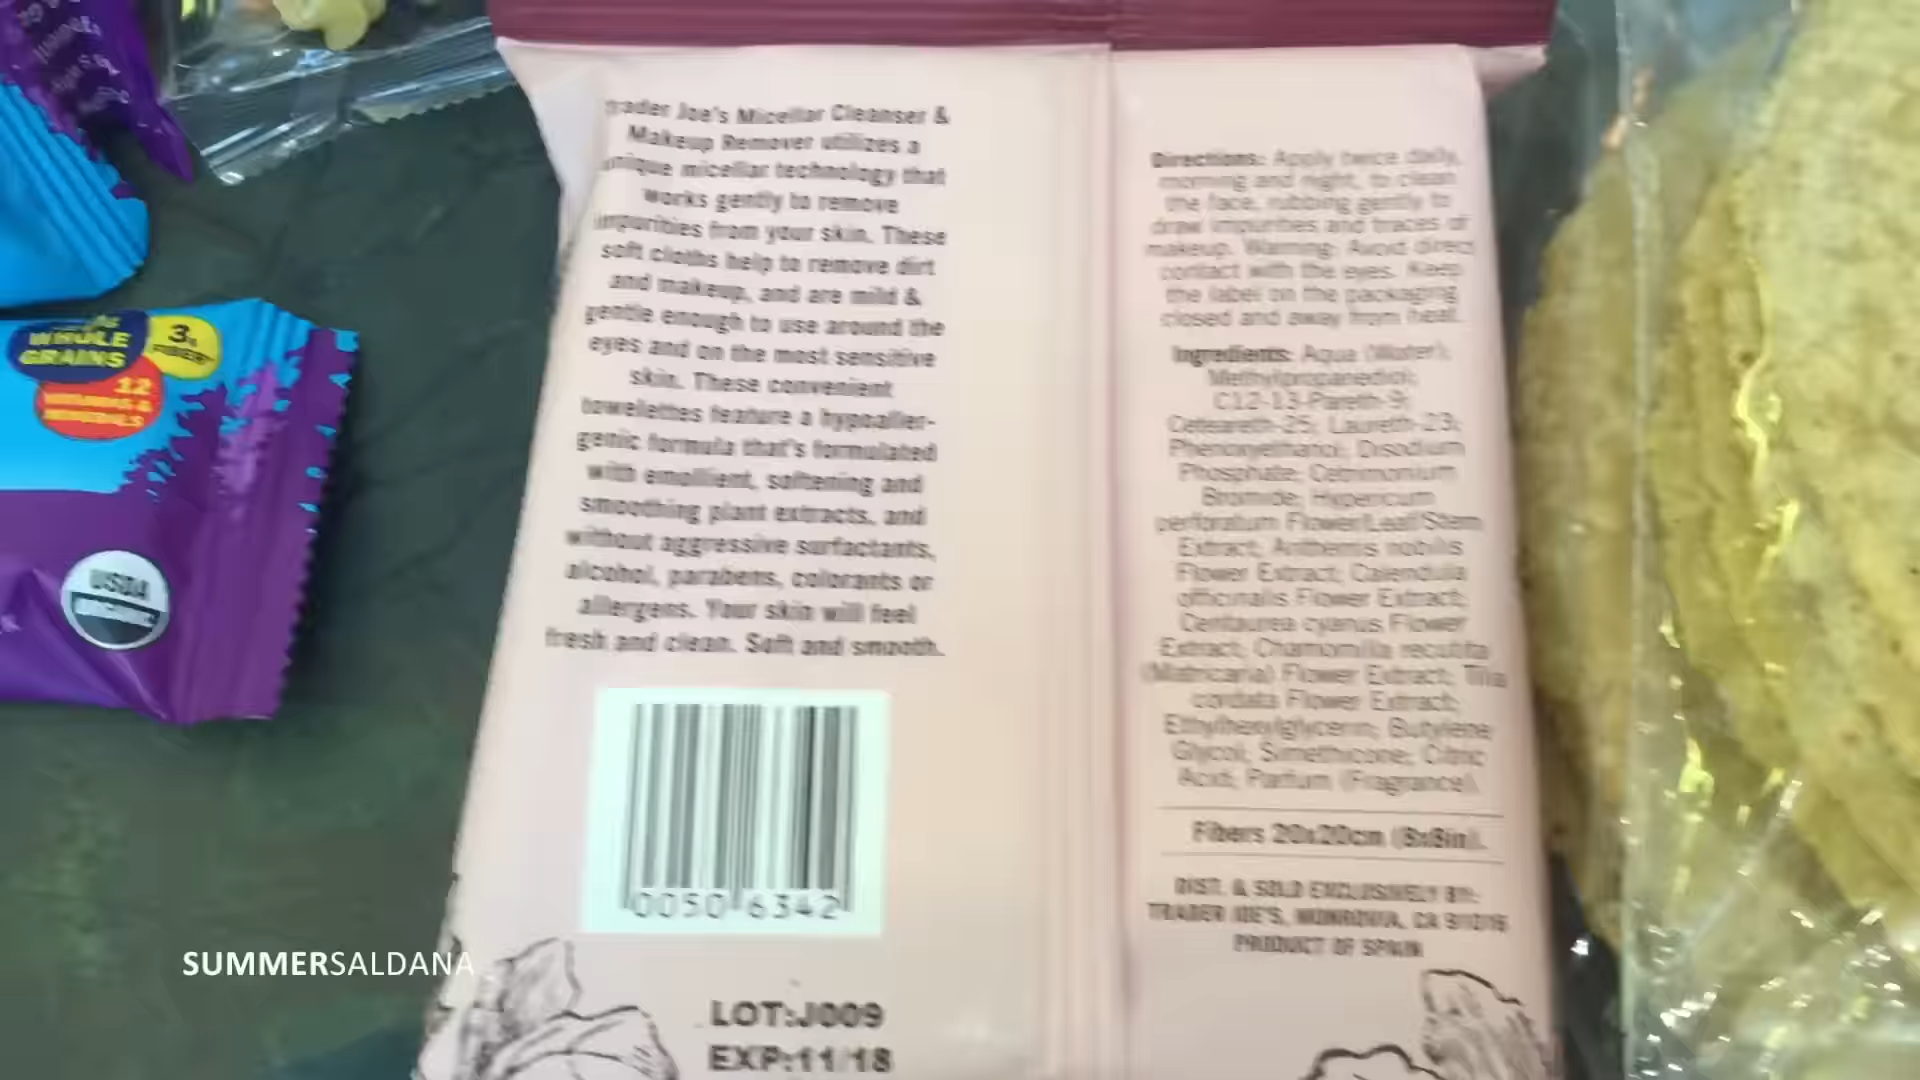 WHOLE
GRAINS
3g
FIBER
12
VITAMINS &
MINERALS
USDA
Trader Joe's Micellar Cleanser &
Makeup Remover utilizes a
unique micellar technology that
works gently to remove
impurities from your skin. These
soft cloths help to remove dirt
and makeup, and are mild &
gentle enough to use around the
eyes and on the most sensitive
skin. These convenient
towelettes feature a hypoaller-
genic formula that's formulated
with emollient, softening and
smoothing plant extracts, and
without aggressive surfactants,
alcohol, parabens, colorants or
allergens. Your skin will feel
fresh and clean. Soft and smooth.
0050 6342
LOT:J009
EXP:11/18
Directions: Apply twice daily,
morning and night, to clean
the face, rubbing gently to
draw impurities and traces of
makeup. Warning: Avoid direct
contact with the eyes. Keep
the label on the packaging
closed and away from heat.
Ingredients: Aqua (Water);
Methylpropanediol;
C12-13-Pareth-9;
Ceteareth-25; Laureth-23;
Phenoxyethanol; Disodium
Phosphate; Cetrimonium
Bromide; Hypericum
perforatum Flower/Leaf/Stem
Extract; Anthemis nobilis
Flower Extract; Calendula
officinalis Flower Extract;
Centaurea cyanus Flower
Extract; Chamomilla recutita
(Matricaria) Flower Extract; Tilia
cordata Flower Extract;
Ethylhexylglycerin; Butylene
Glycol; Simethicone; Citric
Acid; Parfum (Fragrance).
Fibers 20x20cm (8x8in).
DIST. & SOLD EXCLUSIVELY BY:
TRADER JOE'S, MONROVIA, CA 91016
PRODUCT OF SPAIN
SUMMERSALDANA